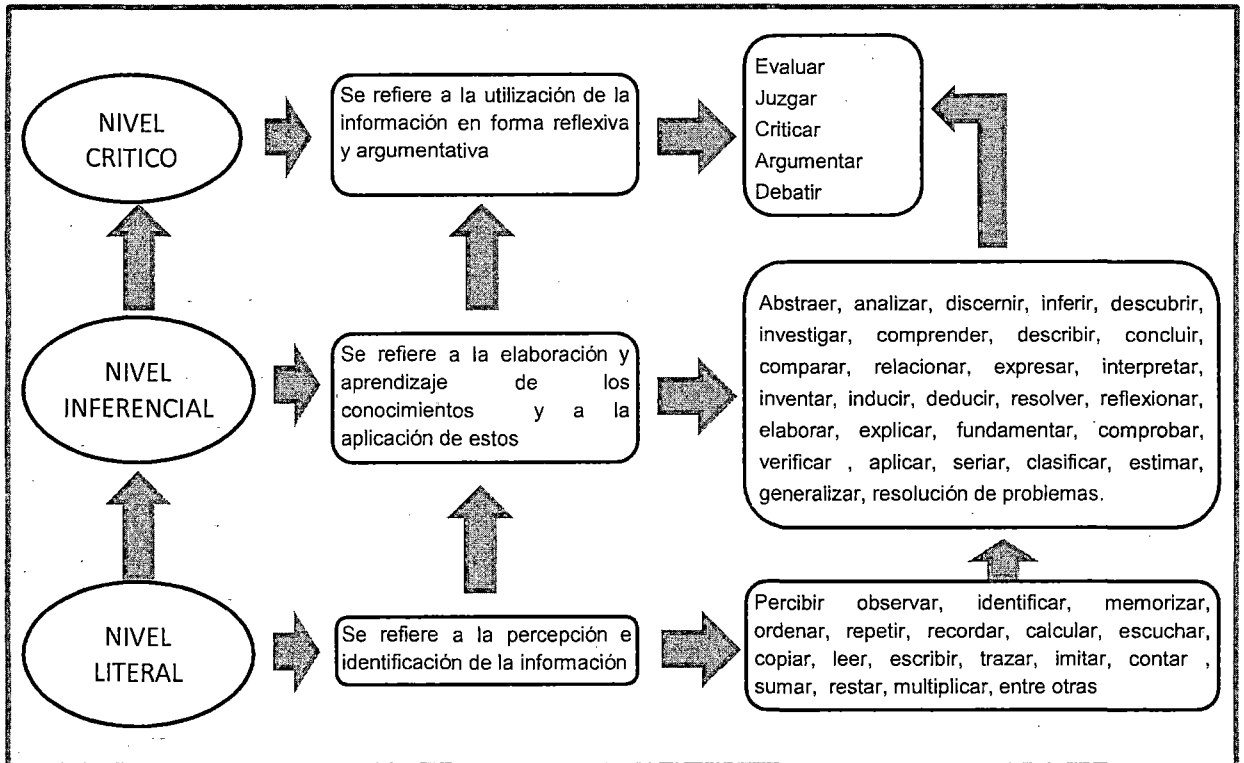 NIVEL
CRITICO
Se refiere a la utilización de la
información en forma reflexiva
y argumentativa
Evaluar
Juzgar
Criticar
Argumentar
Debatir
NIVEL
INFERENCIAL
Se refiere a la elaboración y
aprendizaje de los
conocimientos y a la
aplicación de estos
Abstraer, analizar, discernir, inferir, descubrir,
investigar, comprender, describir, concluir,
comparar, relacionar, expresar, interpretar,
inventar, inducir, deducir, resolver, reflexionar,
elaborar, explicar, fundamentar, comprobar,
verificar , aplicar, seriar, clasificar, estimar,
generalizar, resolución de problemas.
NIVEL
LITERAL
Se refiere a la percepción e
identificación de la información
Percibir observar, identificar, memorizar,
ordenar, repetir, recordar, calcular, escuchar,
copiar, leer, escribir, trazar, imitar, contar ,
sumar, restar, multiplicar, entre otras